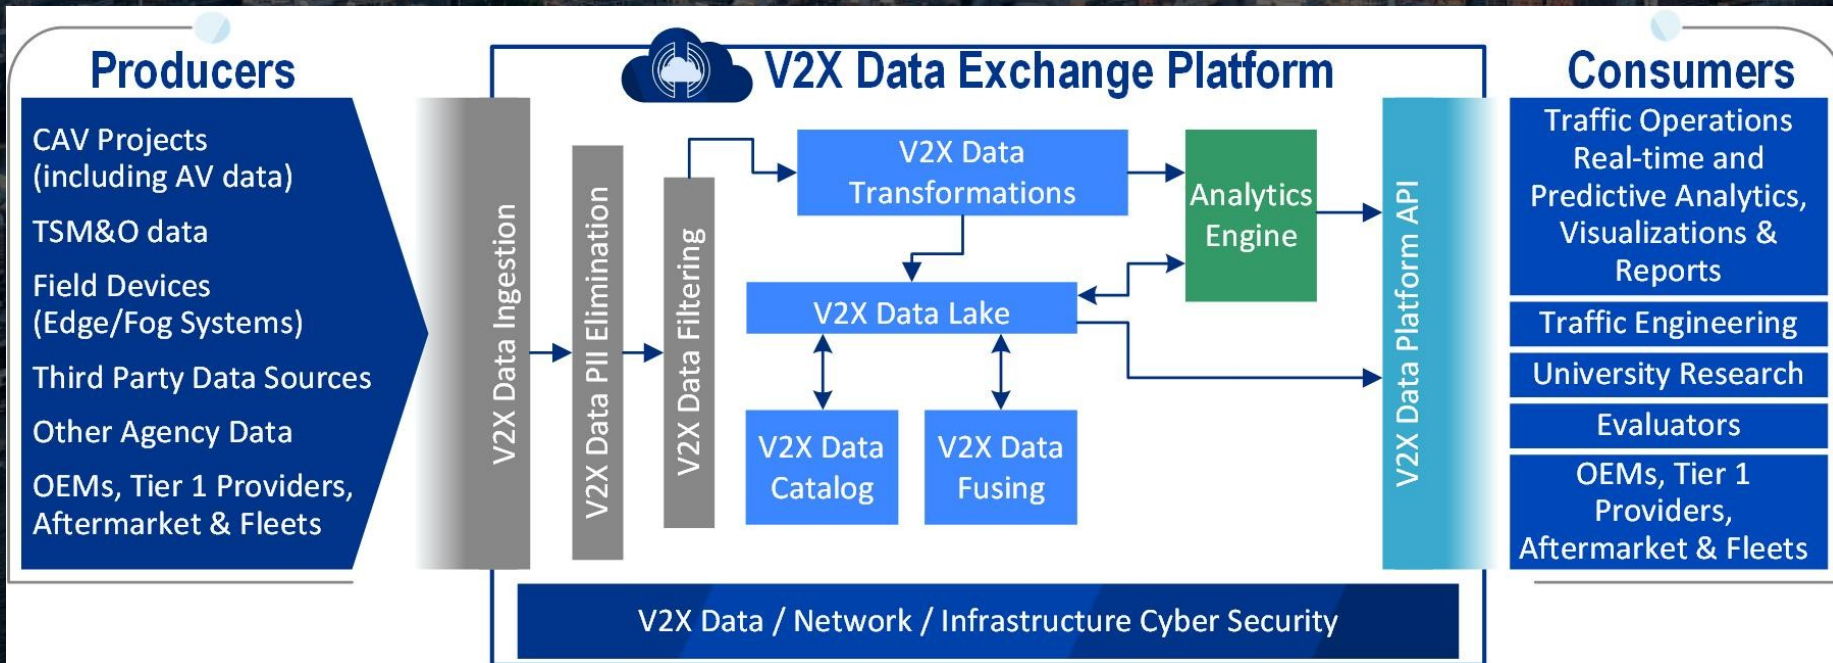 Producers
CAV Projects
(including AV data)
TSM&O data
Field Devices
(Edge/Fog Systems)
Third Party Data Sources
Other Agency Data
OEMs, Tier 1 Providers,
Aftermarket & Fleets
V2X Data Exchange Platform
V2X Data Ingestion
V2X Data PII Elimination
V2X Data Filtering
V2X Data
Transformations
V2X Data Lake
V2X Data
Catalog
V2X Data
Fusing
Analytics
Engine
V2X Data Platform API
V2X Data / Network / Infrastructure Cyber Security
Consumers
Traffic Operations
Real-time and
Predictive Analytics,
Visualizations &
Reports
Traffic Engineering
University Research
Evaluators
OEMs, Tier 1
Providers,
Aftermarket & Fleets